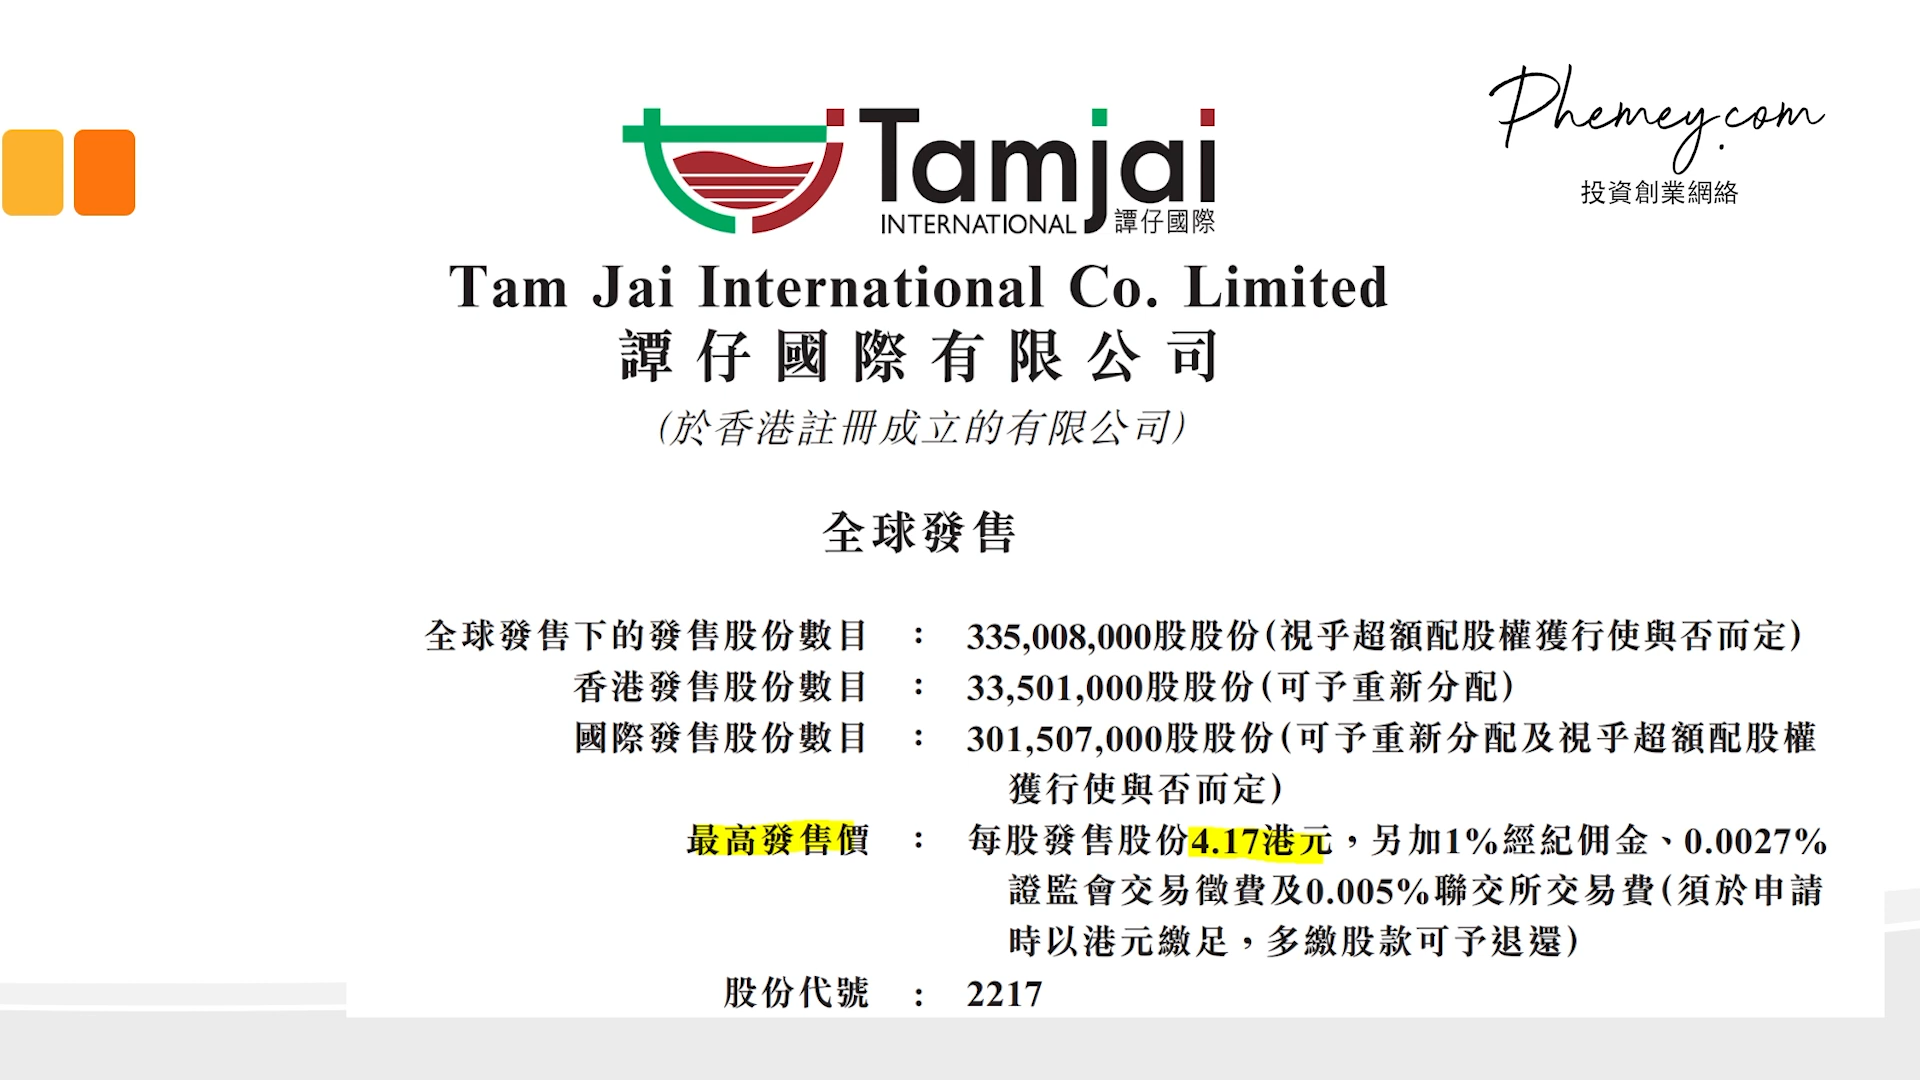 Phemey.com
投資創業網絡
Tamjai
INTERNATIONAL 譚仔國際
Tam Jai International Co. Limited
譚仔國際有限公司
(於香港註冊成立的有限公司)
全球發售
全球發售下的發售股份數目 : 335,008,000股股份(視乎超額配股權獲行使與否而定)
香港發售股份數目 : 33,501,000股股份(可予重新分配)
國際發售股份數目 : 301,507,000股股份(可予重新分配及視乎超額配股權
獲行使與否而定)
最高發售價 : 每股發售股份4.17港元，另加1%經紀佣金、0.0027%
證監會交易徵費及0.005%聯交所交易費(須於申請
時以港元繳足，多繳股款可予退還)
股份代號 : 2217